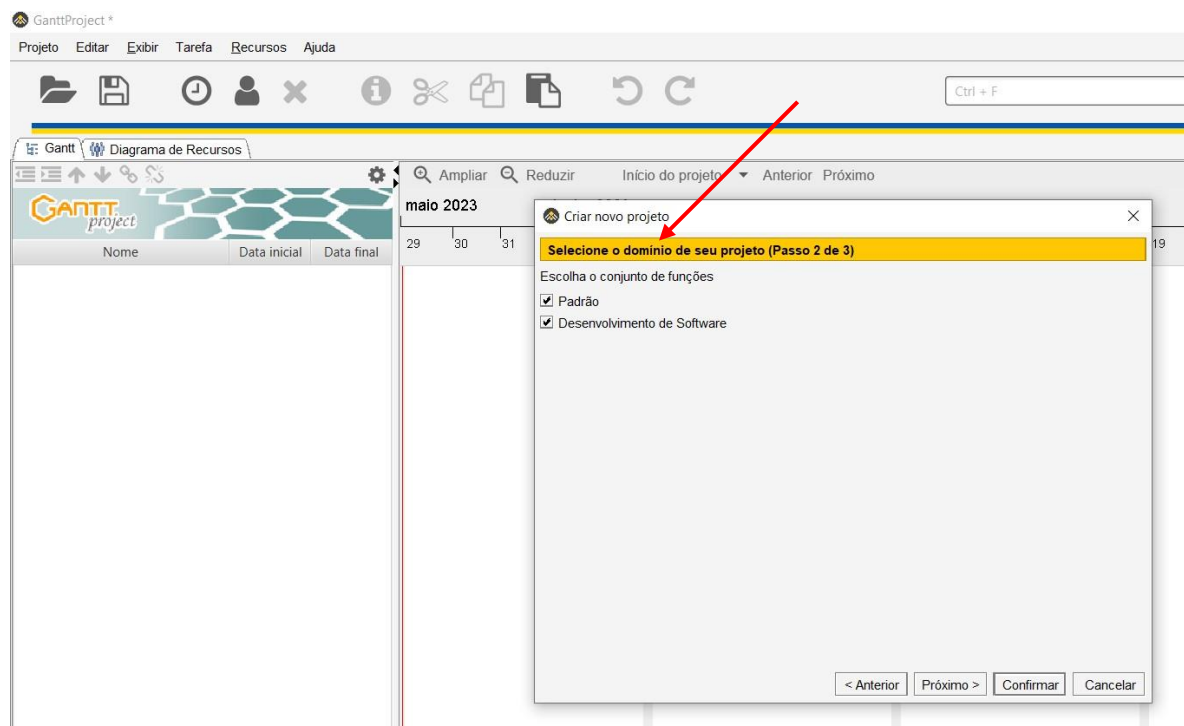 GanttProject *
Projeto Editar Exibir Tarefa Recursos Ajuda
Ctrl + F
Gantt Diagrama de Recursos
Ampliar Reduzir Início do projeto Anterior Próximo
GANTT project
maio 2023
Nome Data inicial Data final
29 30 31
19
Criar novo projeto
Selecione o domínio de seu projeto (Passo 2 de 3)
Escolha o conjunto de funções
Padrão
Desenvolvimento de Software
< Anterior Próximo > Confirmar Cancelar